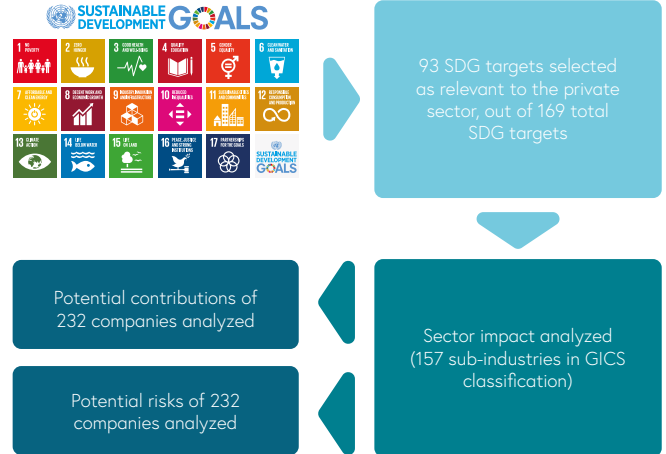 SUSTAINABLE
DEVELOPMENT
GOALS
1 NO
POVERTY
2 ZERO
HUNGER
3 GOOD HEALTH
AND WELL-BEING
4 QUALITY
EDUCATION
5 GENDER
EQUALITY
6 CLEAN WATER
AND SANITATION
7 AFFORDABLE AND
CLEAN ENERGY
8 DECENT WORK AND
ECONOMIC GROWTH
9 INDUSTRY, INNOVATION
AND INFRASTRUCTURE
10 REDUCED
INEQUALITIES
11 SUSTAINABLE CITIES
AND COMMUNITIES
12 RESPONSIBLE
CONSUMPTION
AND PRODUCTION
13 CLIMATE
ACTION
14 LIFE
BELOW WATER
15 LIFE
ON LAND
16 PEACE, JUSTICE
AND STRONG
INSTITUTIONS
17 PARTNERSHIPS
FOR THE GOALS
SUSTAINABLE
DEVELOPMENT
GOALS
93 SDG targets selected
as relevant to the private
sector, out of 169 total
SDG targets
Sector impact analyzed
(157 sub-industries in GICS
classification)
Potential contributions of
232 companies analyzed
Potential risks of 232
companies analyzed